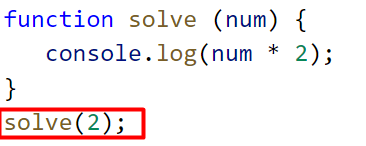 function solve (num) {
   console.log(num * 2);
}
solve(2);